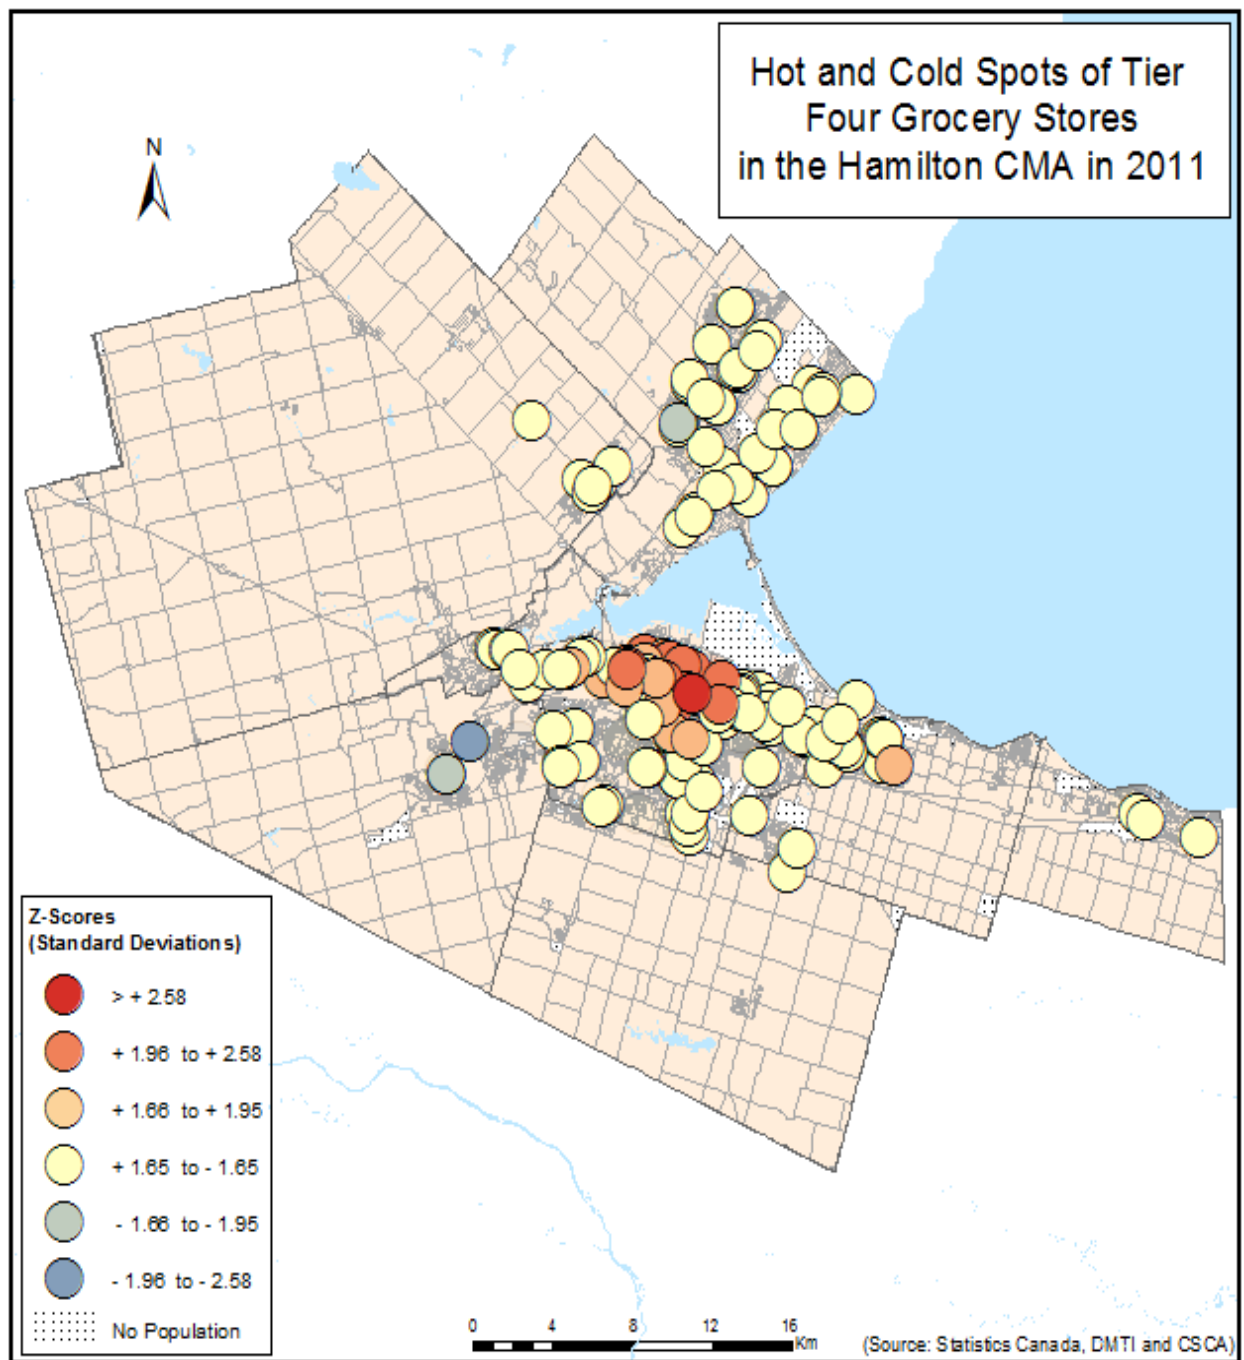 Hot and Cold Spots of Tier
Four Grocery Stores
in the Hamilton CMA in 2011
N
Z-Scores
(Standard Deviations)
> + 2.58
+ 1.96 to + 2.58
+ 1.66 to + 1.95
+ 1.65 to - 1.65
- 1.66 to - 1.95
- 1.96 to - 2.58
No Population
0 4 8 12 16
Km
(Source: Statistics Canada, DMTI and CSCA)